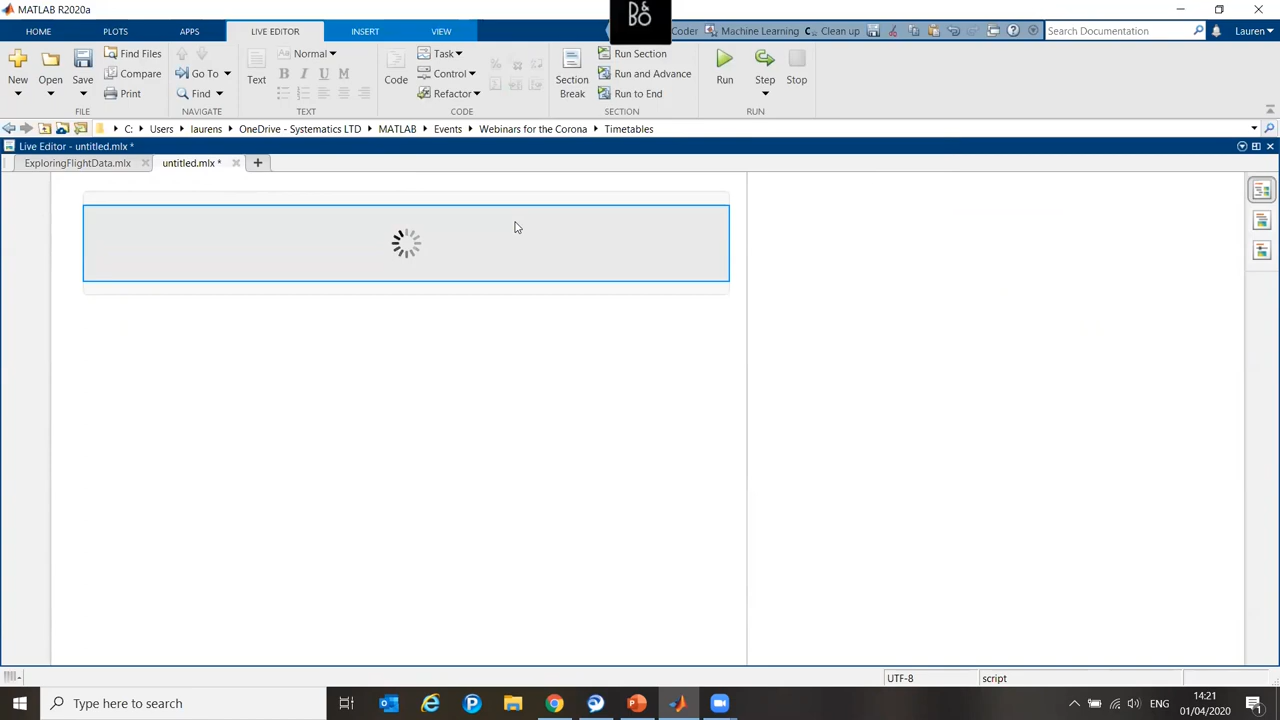 MATLAB R2020a
B&O
HOME PLOTS APPS LIVE EDITOR INSERT VIEW
Coder Machine Learning Clean up Search Documentation Lauren
New Open Save Find Files Compare Print
Go To Find
Text Normal B I U M
Code Task Control Refactor
Section Break Run Section Run and Advance Run to End
Run Step Stop
FILE NAVIGATE TEXT CODE SECTION RUN
C: Users laurens OneDrive - Systematics LTD MATLAB Events Webinars for the Corona Timetables
Live Editor - untitled.mlx *
ExploringFlightData.mlx untitled.mlx *
UTF-8 script
Type here to search ENG 14:21
01/04/2020